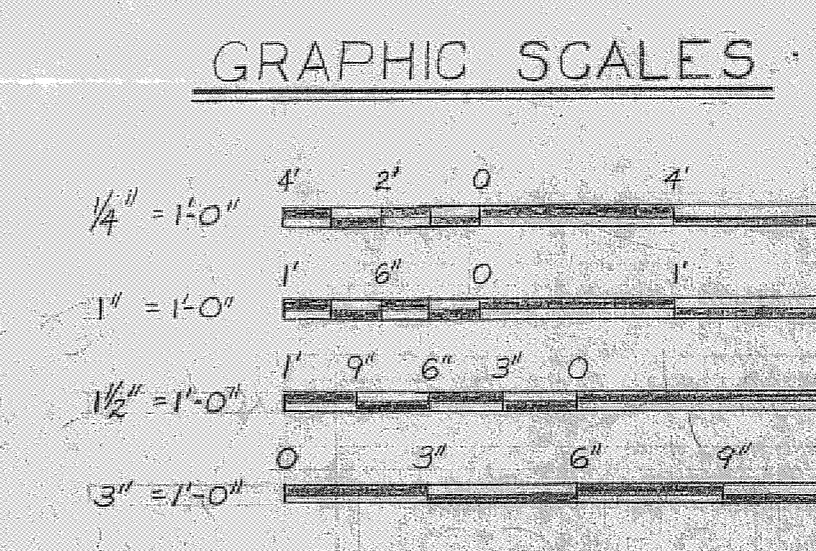 GRAPHIC SCALES
4' 2' 0 4'
1/4" = 1'-0"
1' 6" 0 1'
1" = 1'-0"
1' 9" 6" 3" 0
1 1/2" = 1'-0"
0 3" 6" 9"
3" = 1'-0"